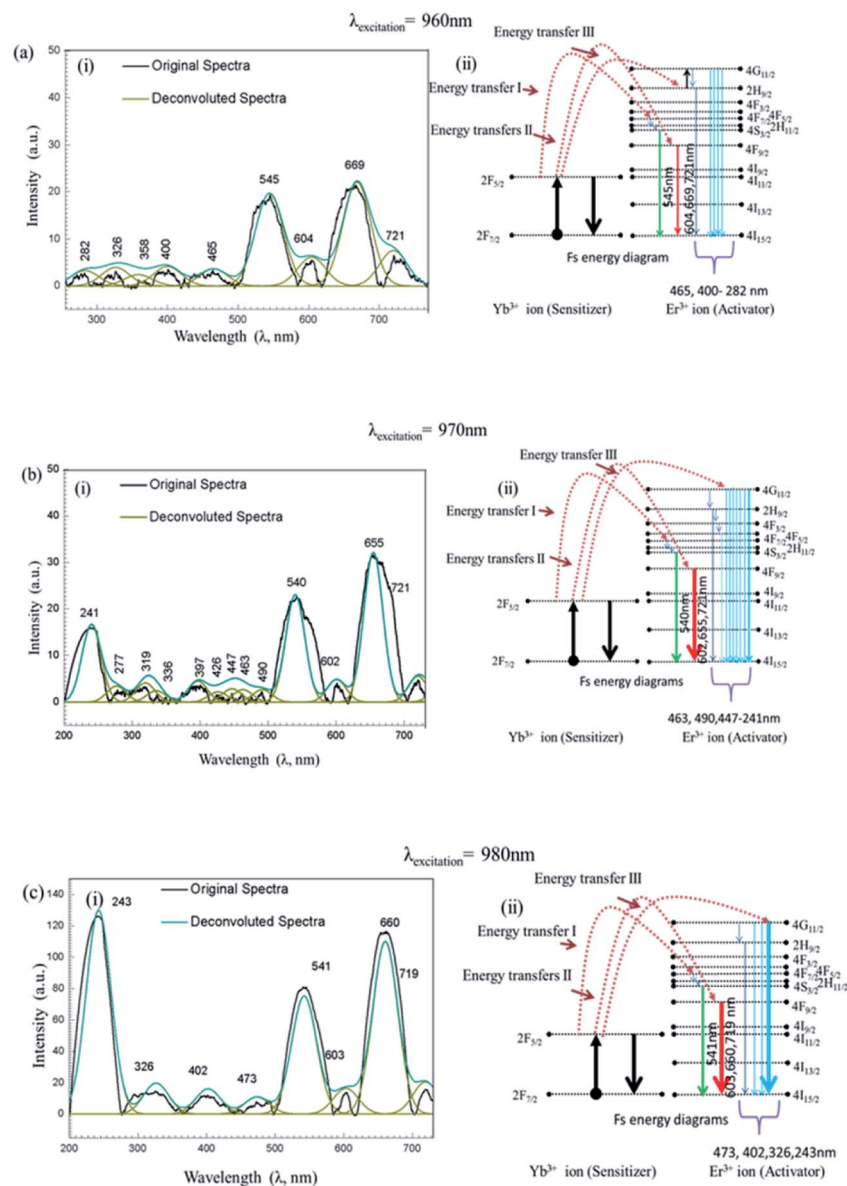 λexcitation= 960nm
(a)
(i)
Original Spectra
Deconvoluted Spectra
50
40
30
20
10
0
Intensity (a.u.)
282
326
358
400
465
545
604
669
721
300
400
500
600
700
Wavelength (λ, nm)
(ii)
Energy transfer III
Energy transfer I
Energy transfers II
2F5/2
2F7/2
4G11/2
2H9/2
4F3/2
4F7/2 4F5/2
4S3/2 2H11/2
4F9/2
4I9/2
4I11/2
4I13/2
4I15/2
545nm
604,669,721nm
Fs energy diagram
465, 400- 282 nm
Yb3+ ion (Sensitizer)
Er3+ ion (Activator)
λexcitation= 970nm
(b)
(i)
Original Spectra
Deconvoluted Spectra
50
40
30
20
10
0
Intensity (a.u.)
241
277
319
336
397
426
447
463
490
540
602
655
721
200
300
400
500
600
700
Wavelength (λ, nm)
(ii)
Energy transfer III
Energy transfer I
Energy transfers II
2F5/2
2F7/2
4G11/2
2H9/2
4F3/2
4F7/2 4F5/2
4S3/2 2H11/2
4F9/2
4I9/2
4I11/2
4I13/2
4I15/2
540nm
602,655,721nm
Fs energy diagrams
463, 490,447-241nm
Yb3+ ion (Sensitizer)
Er3+ ion (Activator)
λexcitation= 980nm
(c)
(i)
Original Spectra
Deconvoluted Spectra
140
120
100
80
60
40
20
0
Intensity (a.u.)
243
326
402
473
541
603
660
719
200
300
400
500
600
700
Wavelength (λ, nm)
(ii)
Energy transfer III
Energy transfer I
Energy transfers II
2F5/2
2F7/2
4G11/2
2H9/2
4F3/2
4F7/2 4F5/2
4S3/2 2H11/2
4F9/2
4I9/2
4I11/2
4I13/2
4I15/2
541nm
603,660,719 nm
Fs energy diagrams
473, 402,326,243nm
Yb3+ ion (Sensitizer)
Er3+ ion (Activator)